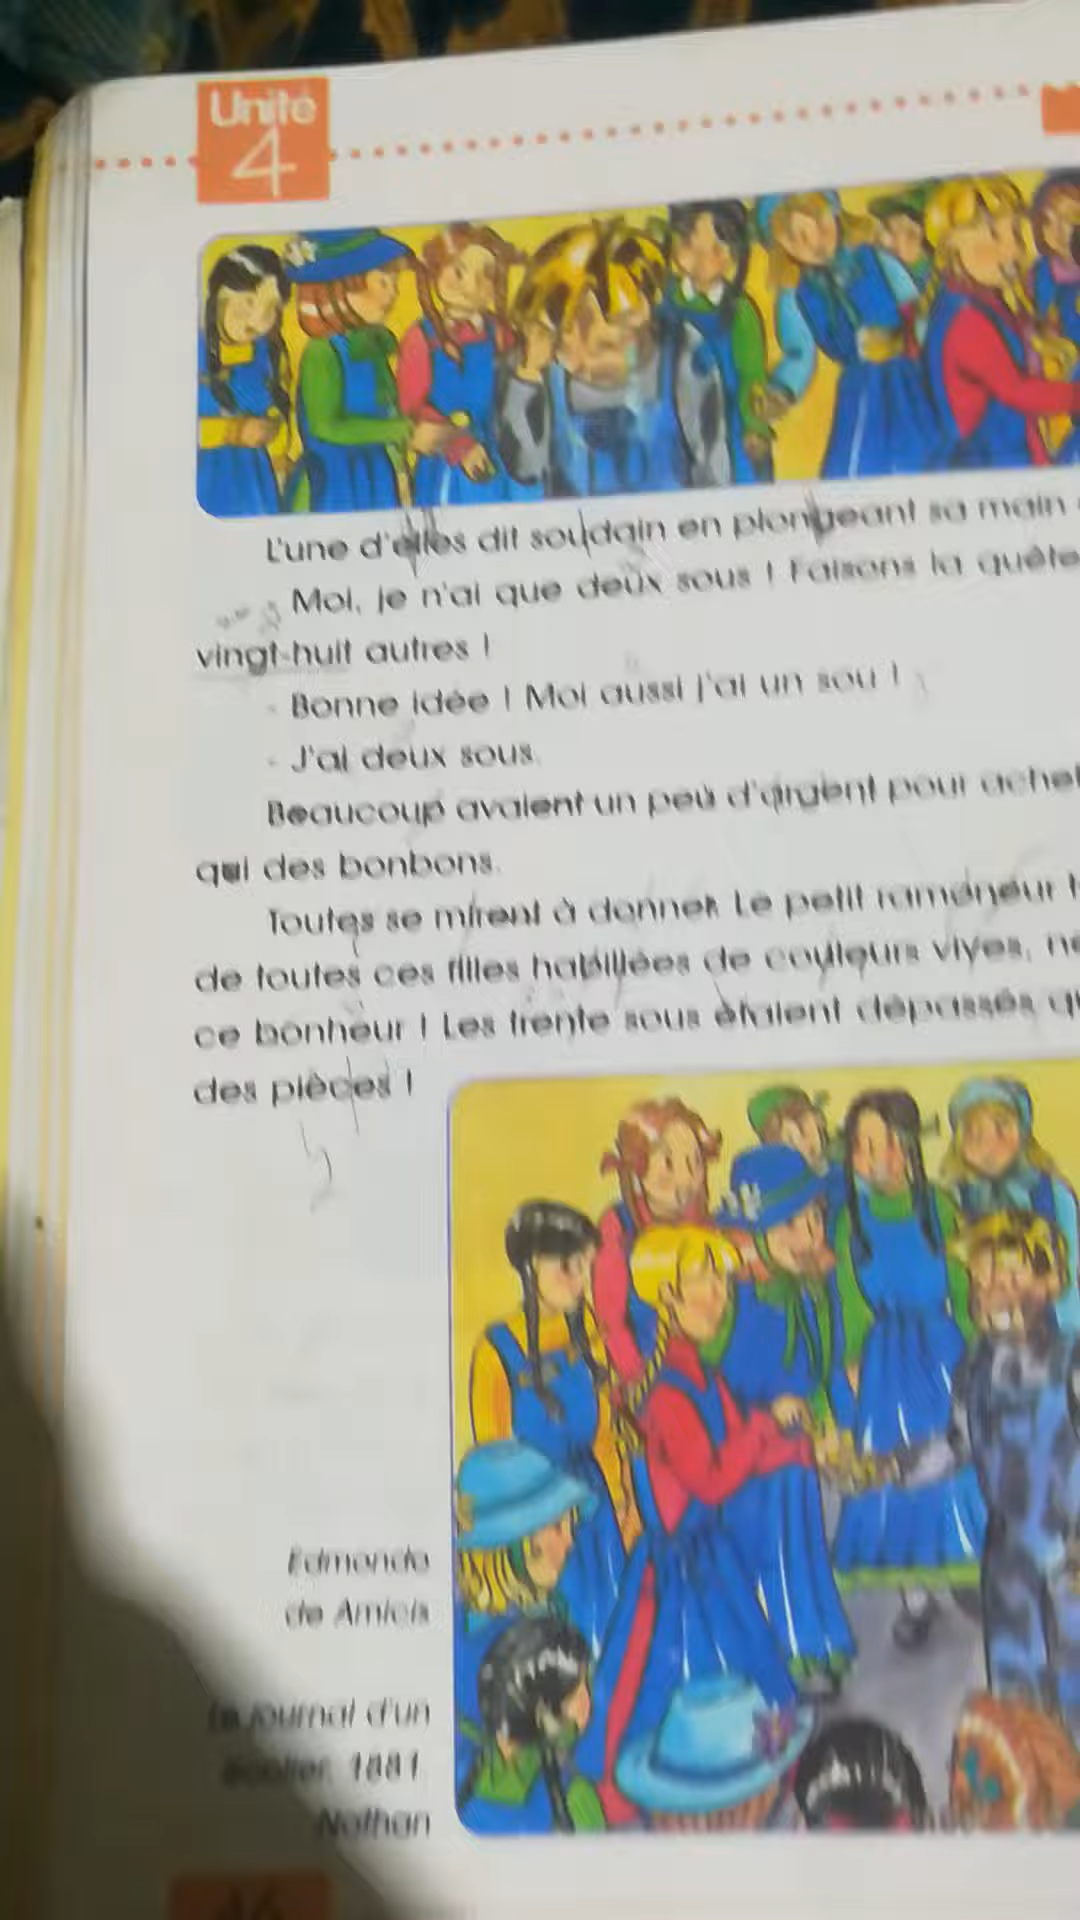 Unité
4
L'une d'elles dit soudain en plongeant sa main
- Moi, je n'ai que deux sous ! Faisons la quête
vingt-huit autres !
- Bonne idée ! Moi aussi j'ai un sou !
- J'ai deux sous.
Beaucoup avaient un peu d'argent pour
qui des bonbons.
Toutes se mirent à donner. Le petit ramoneur
de toutes ces filles habillées de couleurs vives,
ce bonheur ! Les trente sous étaient dépassés
des pièces !
Edmondo
de Amicis
Le journal d'un
écolier, 1881
Nathan